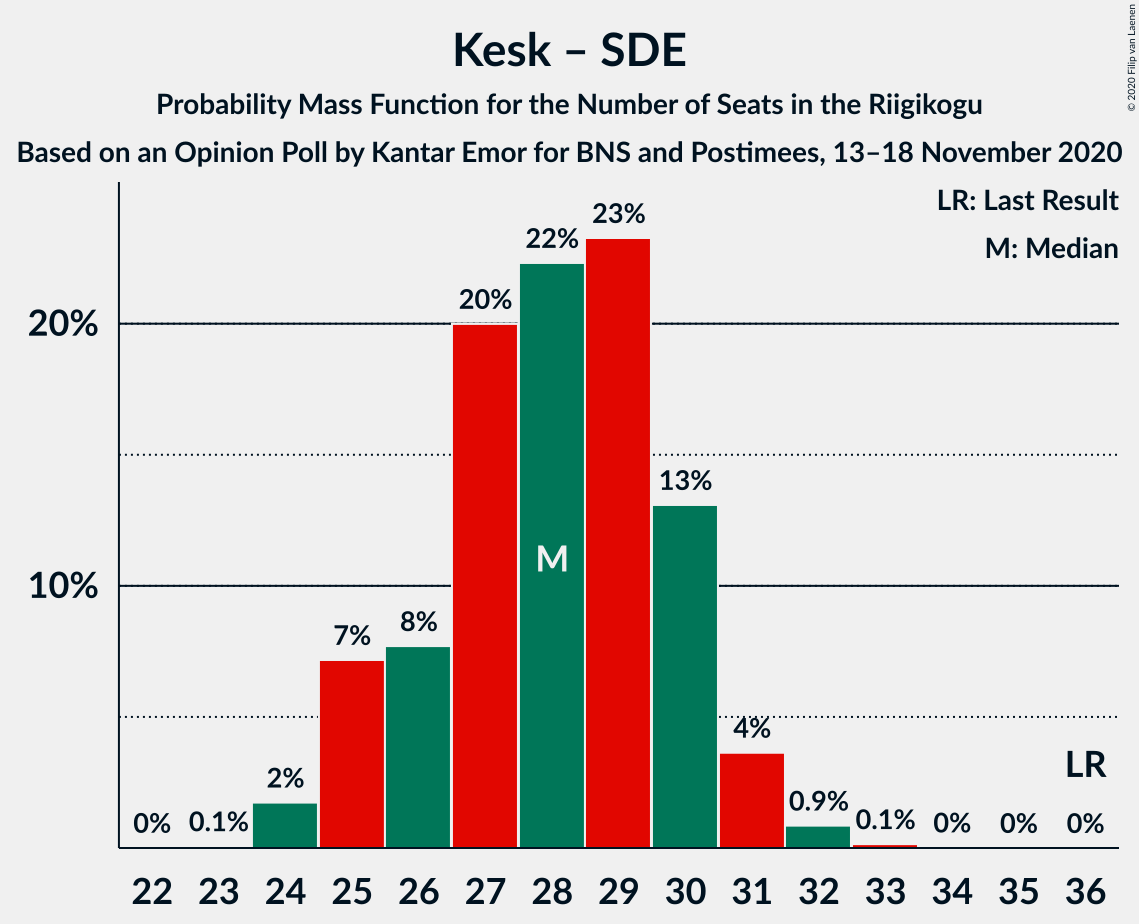 Kesk – SDE
Probability Mass Function for the Number of Seats in the Riigikogu
Based on an Opinion Poll by Kantar Emor for BNS and Postimees, 13–18 November 2020
© 2020 Filip van Laenen
LR: Last Result
M: Median
20%
10%
0%
0.1%
2%
7%
8%
20%
22%
23%
13%
4%
0.9%
0.1%
0%
0%
0%
M
LR
22 23 24 25 26 27 28 29 30 31 32 33 34 35 36